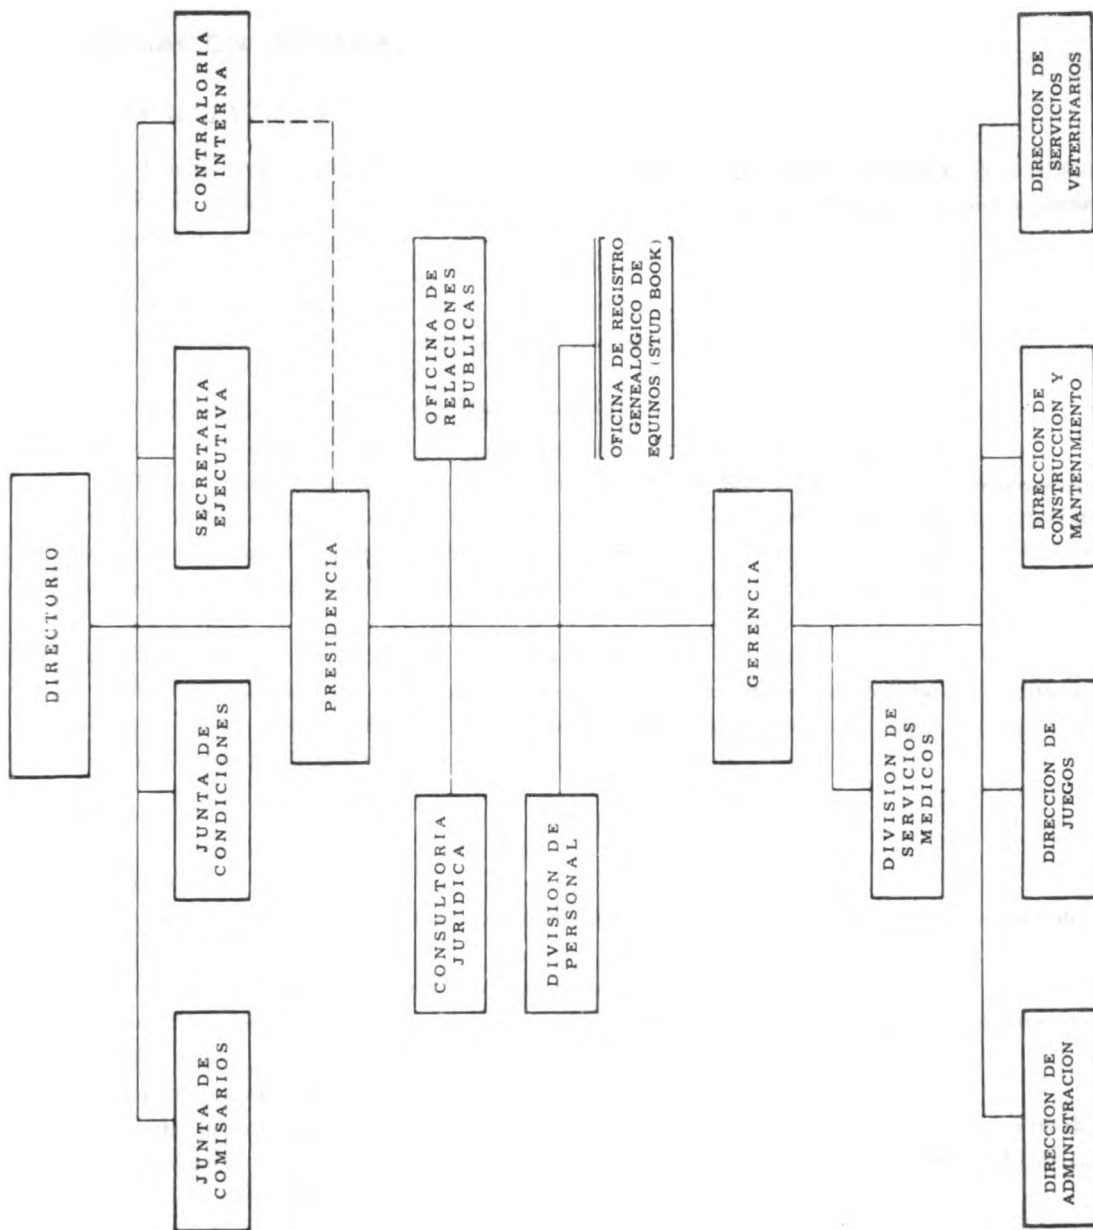 DIRECTORIO
JUNTA DE
COMISARIOS
JUNTA DE
CONDICIONES
SECRETARIA
EJECUTIVA
CONTRALORIA
INTERNA
PRESIDENCIA
CONSULTORIA
JURIDICA
OFICINA DE
RELACIONES
PUBLICAS
DIVISION DE
PERSONAL
OFICINA DE REGISTRO
GENEALOGICO DE
EQUINOS (STUD BOOK)
GERENCIA
DIVISION DE
SERVICIOS
MEDICOS
DIRECCION DE
ADMINISTRACION
DIRECCION DE
JUEGOS
DIRECCION DE
CONSTRUCCION Y
MANTENIMIENTO
DIRECCION DE
SERVICIOS
VETERINARIOS